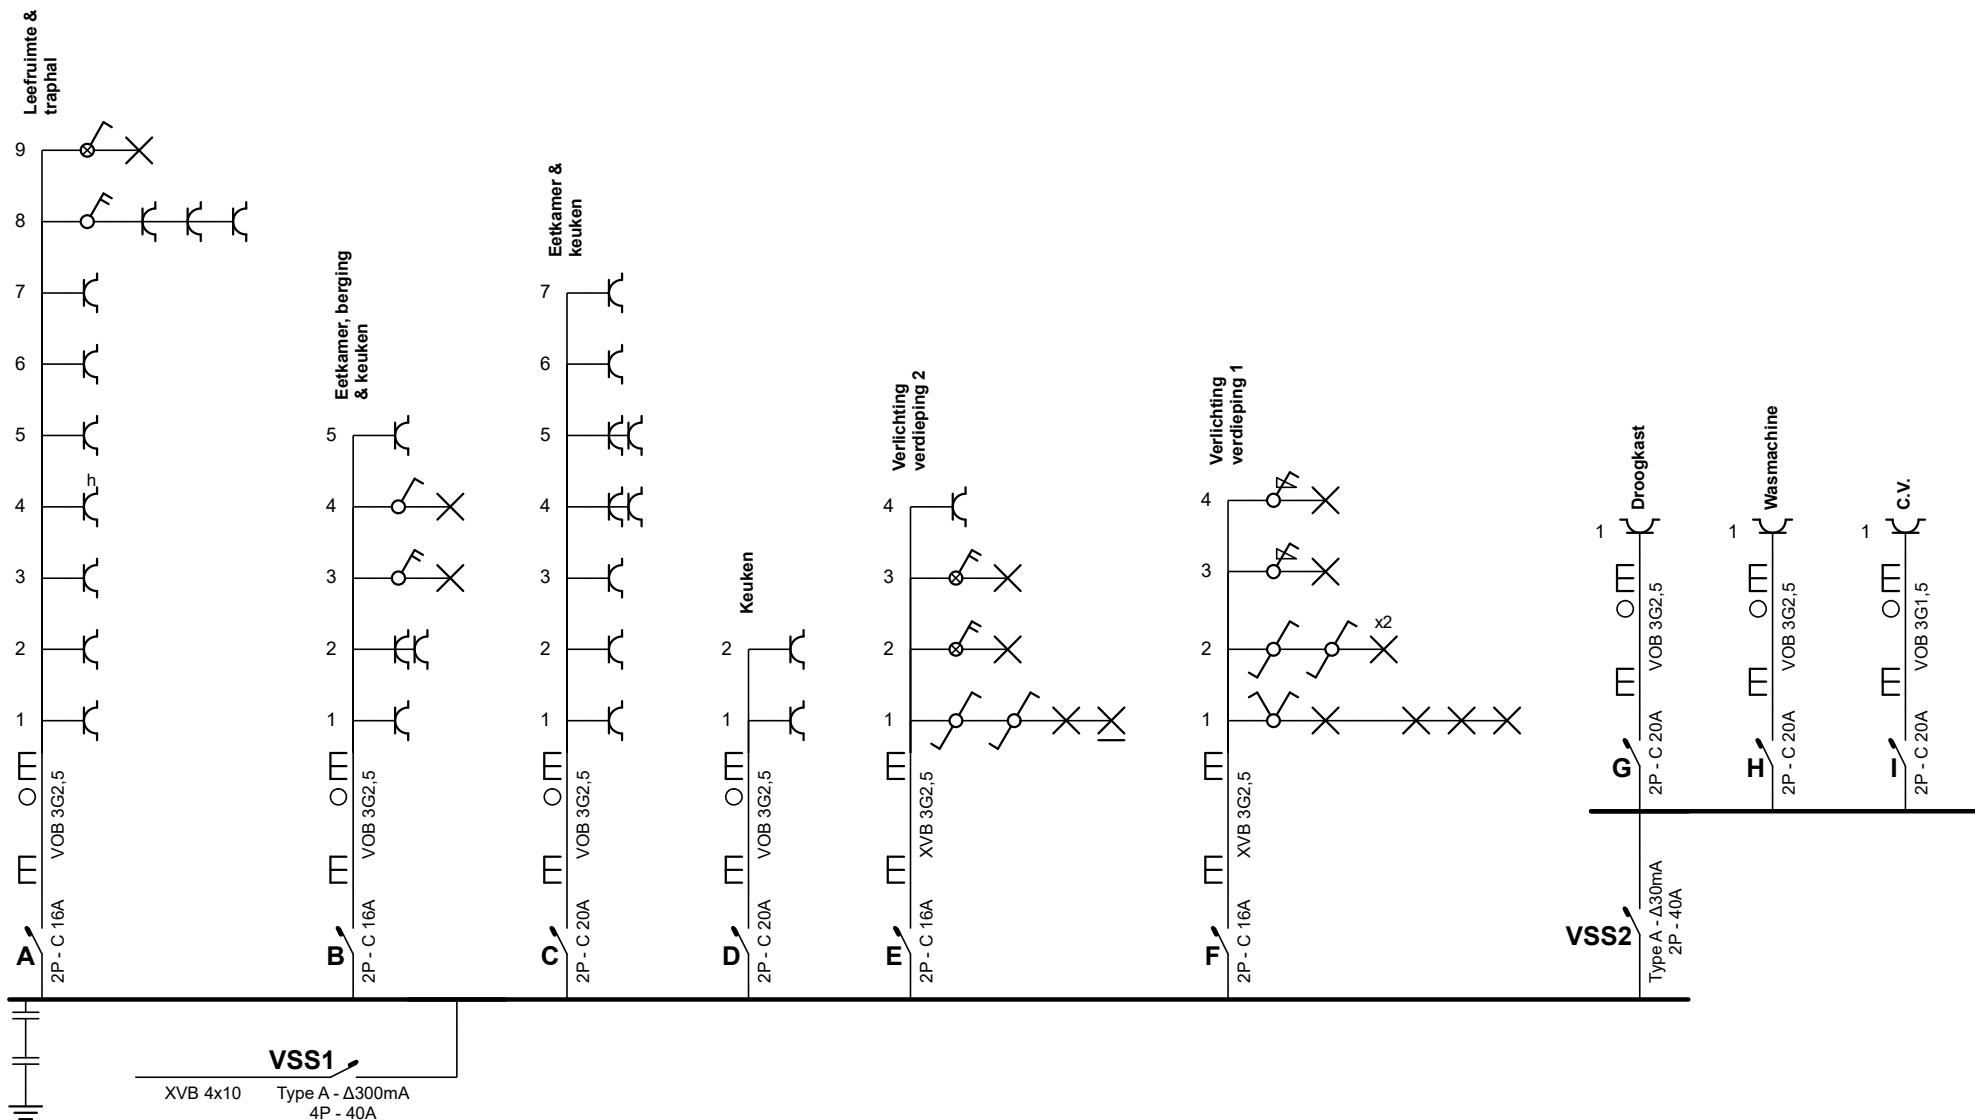 Leefruimte &
traphal
9
8
7
6
5
h
4
3
2
1
VOB 3G2,5
A
2P - C 16A
Eetkamer, berging
& keuken
5
4
3
2
1
VOB 3G2,5
B
2P - C 16A
Eetkamer &
keuken
7
6
5
4
3
2
1
VOB 3G2,5
C
2P - C 20A
Keuken
2
1
VOB 3G2,5
D
2P - C 20A
Verlichting
verdieping 2
4
3
2
1
XVB 3G2,5
E
2P - C 16A
Verlichting
verdieping 1
4
3
2
x2
1
XVB 3G2,5
F
2P - C 16A
Droogkast
1
VOB 3G2,5
G
2P - C 20A
Wasmachine
1
VOB 3G2,5
H
2P - C 20A
C.V.
1
VOB 3G1,5
I
2P - C 20A
VSS2
Type A - Δ30mA
2P - 40A
VSS1
XVB 4x10
Type A - Δ300mA
4P - 40A